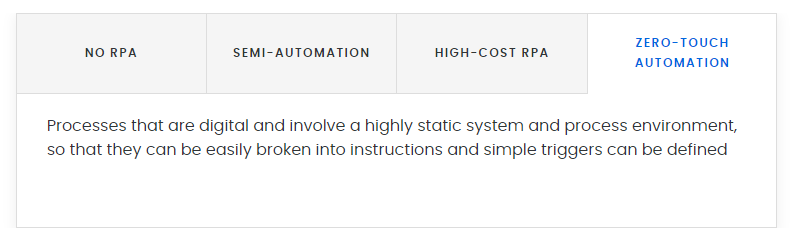 NO RPA
SEMI-AUTOMATION
HIGH-COST RPA
ZERO-TOUCH
AUTOMATION
Processes that are digital and involve a highly static system and process environment,
so that they can be easily broken into instructions and simple triggers can be defined